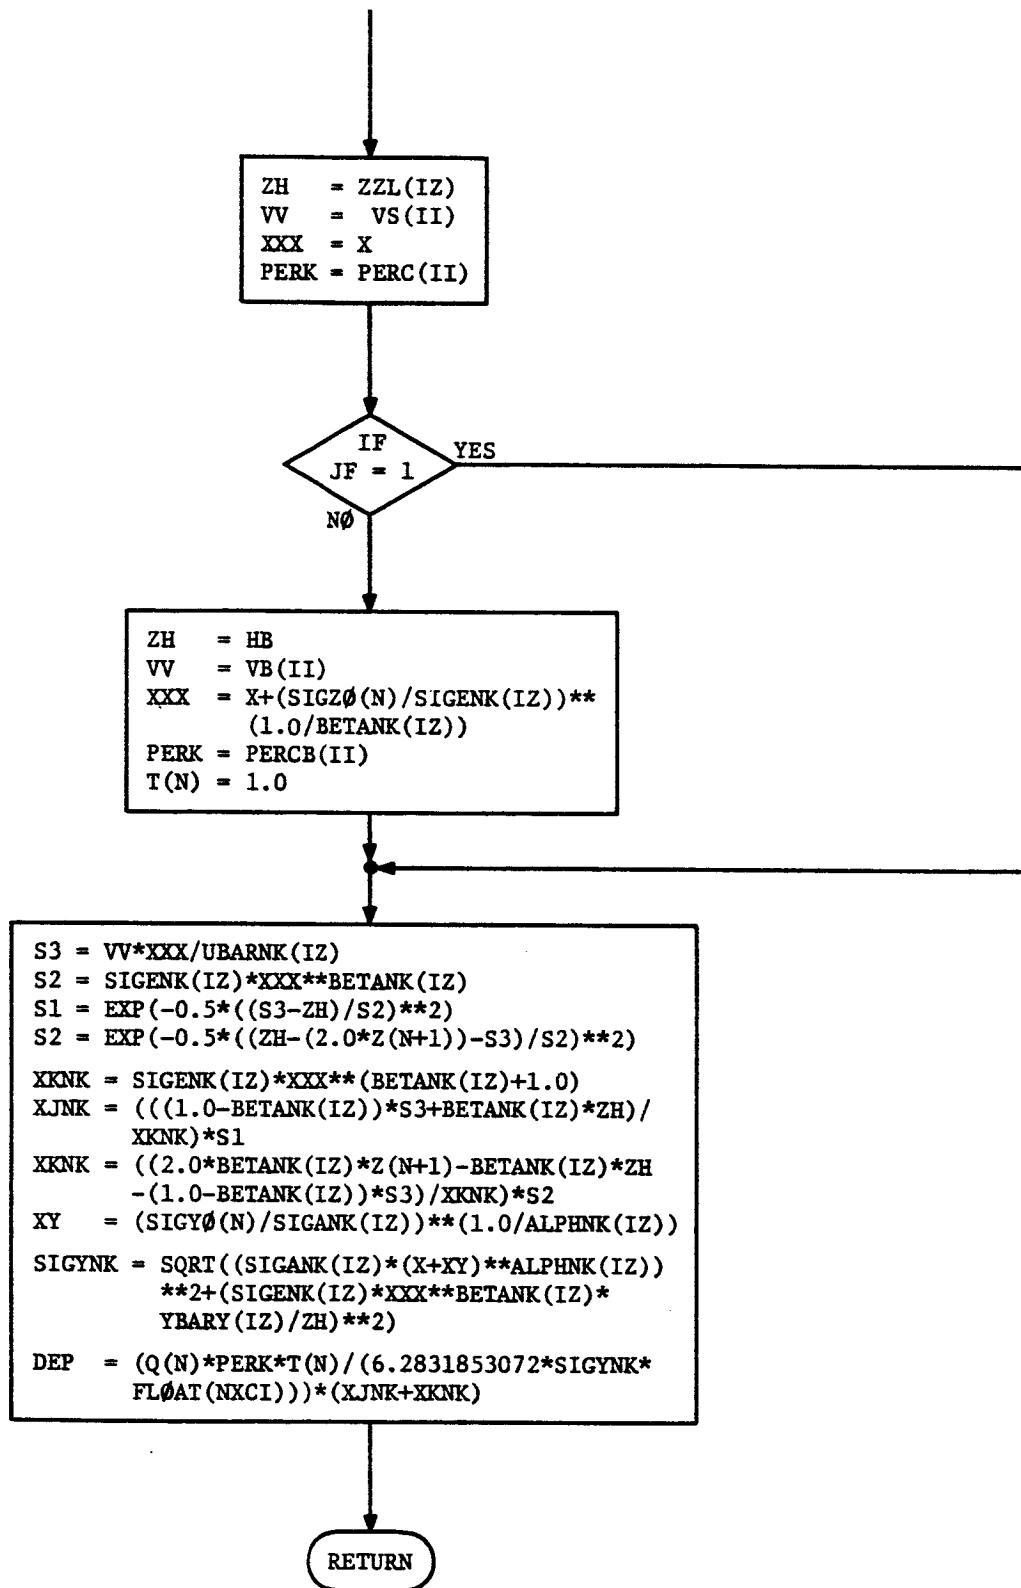 ZH = ZZL(IZ)
VV = VS(II)
XXX = X
PERK = PERC(II)
IF
JF = 1
YES
NØ
ZH = HB
VV = VB(II)
XXX = X+(SIGZØ(N)/SIGENK(IZ))**
(1.0/BETANK(IZ))
PERK = PERCB(II)
T(N) = 1.0
S3 = VV*XXX/UBARNK(IZ)
S2 = SIGENK(IZ)*XXX**BETANK(IZ)
S1 = EXP(-0.5*((S3-ZH)/S2)**2)
S2 = EXP(-0.5*((ZH-(2.0*Z(N+1))-S3)/S2)**2)
XKNK = SIGENK(IZ)*XXX**(BETANK(IZ)+1.0)
XJNK = (((1.0-BETANK(IZ))*S3+BETANK(IZ)*ZH)/
XKNK)*S1
XKNK = ((2.0*BETANK(IZ)*Z(N+1)-BETANK(IZ)*ZH
-(1.0-BETANK(IZ))*S3)/XKNK)*S2
XY = (SIGYØ(N)/SIGANK(IZ))**(1.0/ALPHNK(IZ))
SIGYNK = SQRT((SIGANK(IZ)*(X+XY)**ALPHNK(IZ))
**2+(SIGENK(IZ)*XXX**BETANK(IZ)*
YBARY(IZ)/ZH)**2)
DEP = (Q(N)*PERK*T(N)/(6.2831853072*SIGYNK*
FLØAT(NXCI)))*(XJNK+XKNK)
RETURN